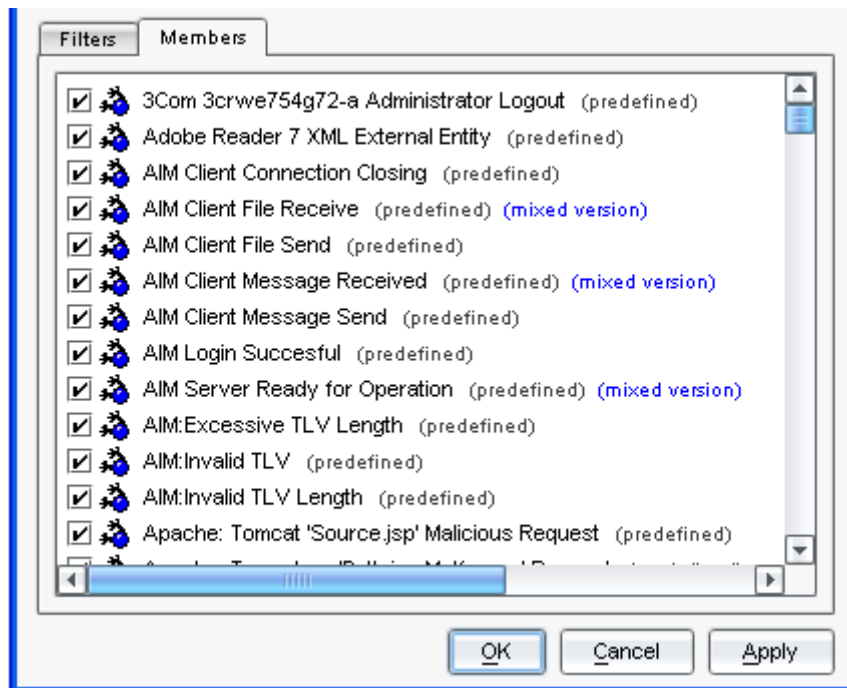 Filters Members
3Com 3crwe754g72-a Administrator Logout (predefined)
Adobe Reader 7 XML External Entity (predefined)
AIM Client Connection Closing (predefined)
AIM Client File Receive (predefined) (mixed version)
AIM Client File Send (predefined)
AIM Client Message Received (predefined) (mixed version)
AIM Client Message Send (predefined)
AIM Login Succesful (predefined)
AIM Server Ready for Operation (predefined) (mixed version)
AIM:Excessive TLV Length (predefined)
AIM:Invalid TLV (predefined)
AIM:Invalid TLV Length (predefined)
Apache: Tomcat 'Source.jsp' Malicious Request (predefined)
OK Cancel Apply